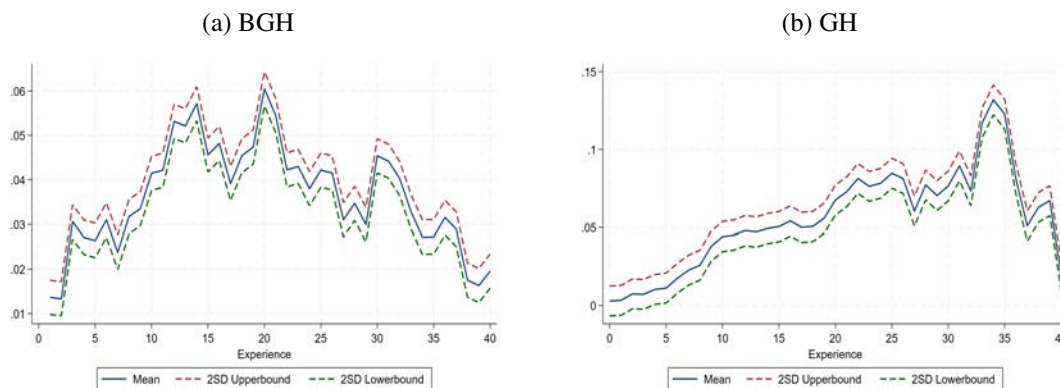 (a) BGH
(b) GH
.06
.05
.04
.03
.02
.01
0 5 10 15 20 25 30 35 40
Experience
Mean 2SD Upperbound 2SD Lowerbound
.15
.1
.05
0
0 5 10 15 20 25 30 35 4
Experience
Mean 2SD Upperbound 2SD Lowerbound